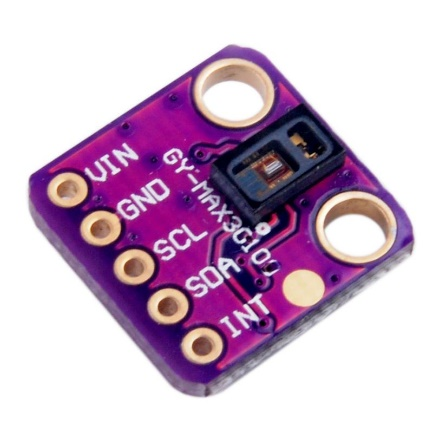 VIN
GND
SCL
SDA
INT
GY-MAX30100